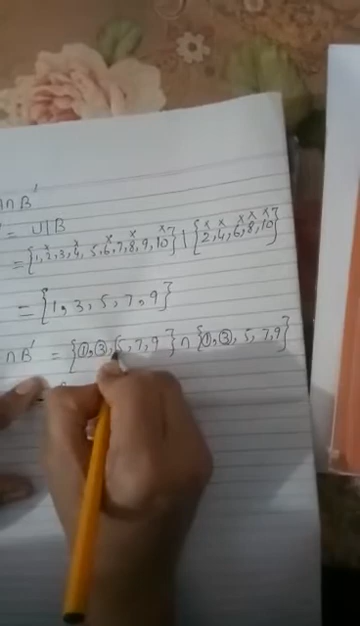 ∩ B'
' = U \ B
= {1, 2, 3, 4, 5, 6, 7, 8, 9, 10} \ {2, 4, 6, 8, 10}
= {1, 3, 5, 7, 9}
∩ B' = {1, 3, 5, 7, 9} ∩ {1, 3, 5, 7, 9}